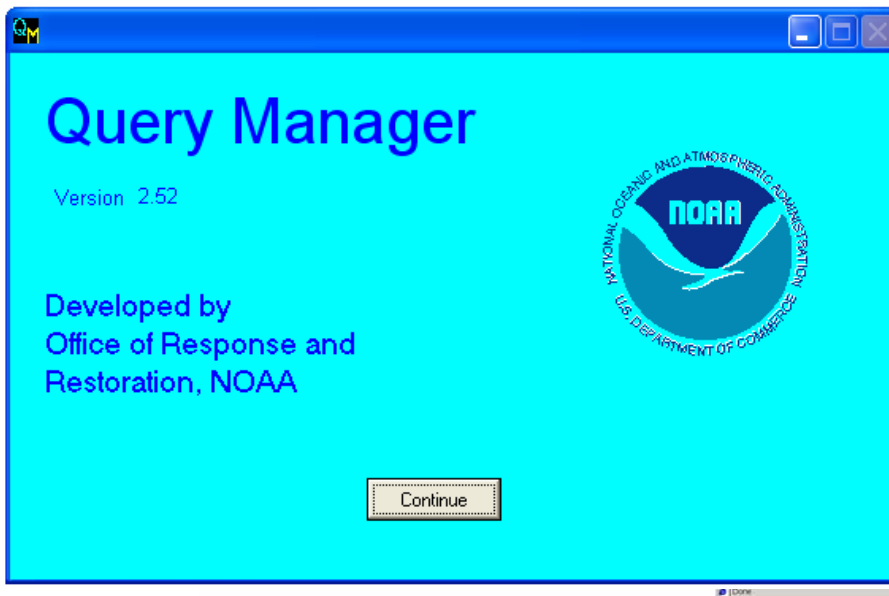 QM
Query Manager
Version 2.52
NATIONAL OCEANIC AND ATMOSPHERIC ADMINISTRATION
NOAA
U.S. DEPARTMENT OF COMMERCE
Developed by
Office of Response and
Restoration, NOAA
Continue
Done